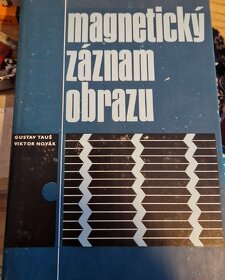 magnetický
záznam
obrazu
GUSTAV TAUŠ
VIKTOR NOVÁK